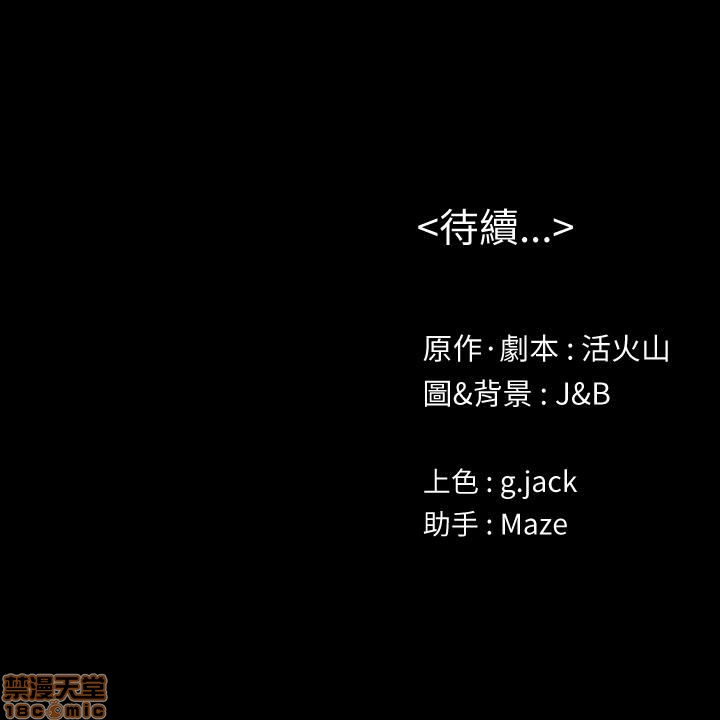 <待續...>
原作·劇本 : 活火山
圖&背景 : J&B
上色 : g.jack
助手 : Maze
禁漫天堂
18comic